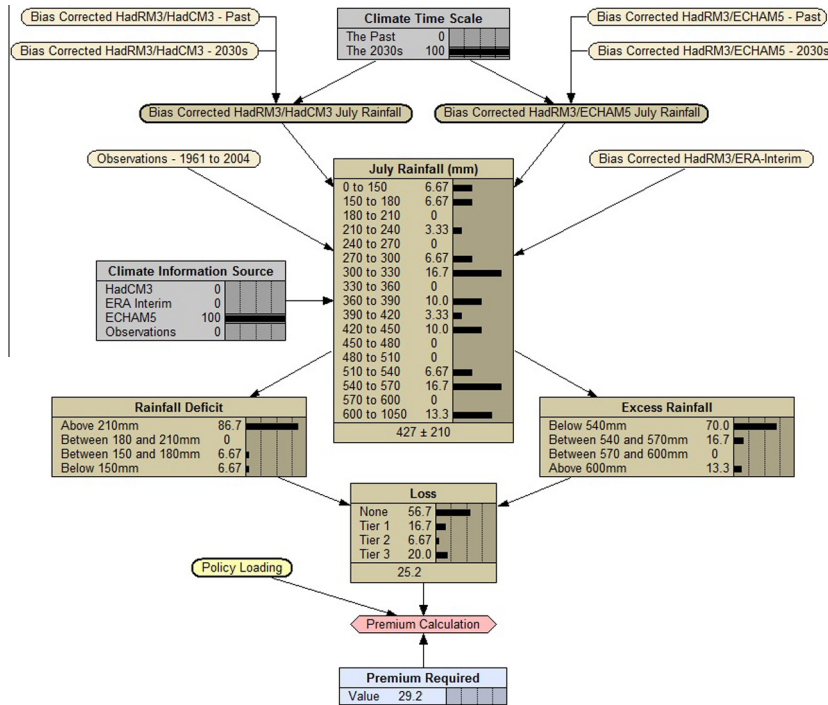 Bias Corrected HadRM3/HadCM3 - Past
Bias Corrected HadRM3/HadCM3 - 2030s
Climate Time Scale
The Past 0
The 2030s 100
Bias Corrected HadRM3/ECHAM5 - Past
Bias Corrected HadRM3/ECHAM5 - 2030s
Bias Corrected HadRM3/HadCM3 July Rainfall
Bias Corrected HadRM3/ECHAM5 July Rainfall
Observations - 1961 to 2004
Bias Corrected HadRM3/ERA-Interim
July Rainfall (mm)
0 to 150 6.67
150 to 180 6.67
180 to 210 0
210 to 240 3.33
240 to 270 0
270 to 300 6.67
300 to 330 16.7
330 to 360 0
360 to 390 10.0
390 to 420 3.33
420 to 450 10.0
450 to 480 0
480 to 510 0
510 to 540 6.67
540 to 570 16.7
570 to 600 0
600 to 1050 13.3
427 ± 210
Climate Information Source
HadCM3 0
ERA Interim 0
ECHAM5 100
Observations 0
Rainfall Deficit
Above 210mm 86.7
Between 180 and 210mm 0
Between 150 and 180mm 6.67
Below 150mm 6.67
Excess Rainfall
Below 540mm 70.0
Between 540 and 570mm 16.7
Between 570 and 600mm 0
Above 600mm 13.3
Loss
None 56.7
Tier 1 16.7
Tier 2 6.67
Tier 3 20.0
25.2
Policy Loading
Premium Calculation
Premium Required
Value 29.2